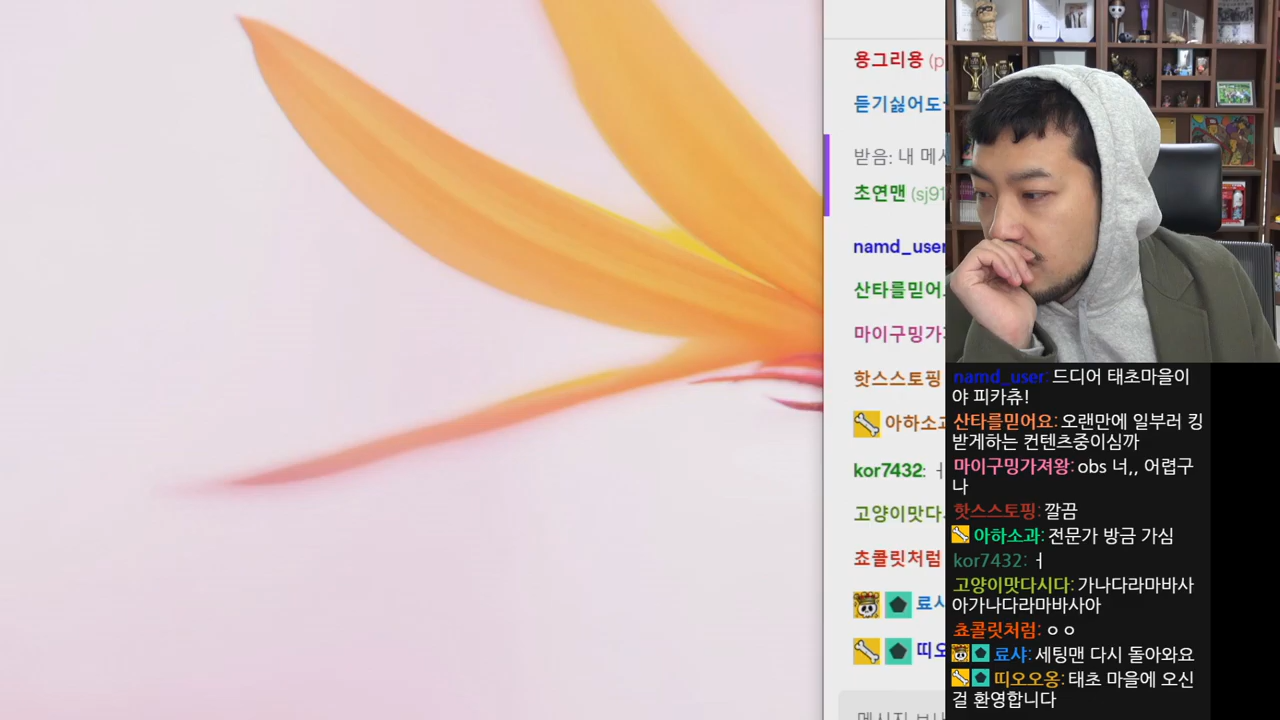 용그리용 (p
듣기싫어도
받음: 내 메시
초연맨 (sj91
namd_user
산타를믿어
마이구밍가
핫스스토핑
아하소
kor7432: ㅓ
고양이맛다
쵸콜릿처럼
료
띠오
namd_user: 드디어 태초마을이
야 피카츄!
산타를믿어요: 오랜만에 일부러 킹
받게하는 컨텐츠중이심까
마이구밍가져왕: obs 너,, 어렵구
나
핫스스토핑: 깔끔
아하소과: 전문가 방금 가심
kor7432: ㅓ
고양이맛다시다: 가나다라마바사
아가나다라마바사아
쵸콜릿처럼: ㅇㅇ
료샤: 세팅맨 다시 돌아와요
띠오오옹: 태초 마을에 오신
걸 환영합니다